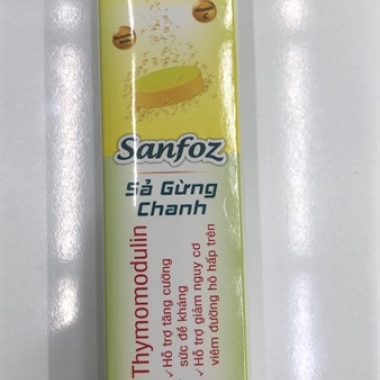 Vitamin C
Sanfoz
Sả Gừng
Chanh
Thymomodulin
✓Hỗ trợ tăng cường
sức đề kháng
✓Hỗ trợ giảm nguy cơ
viêm đường hô hấp trên